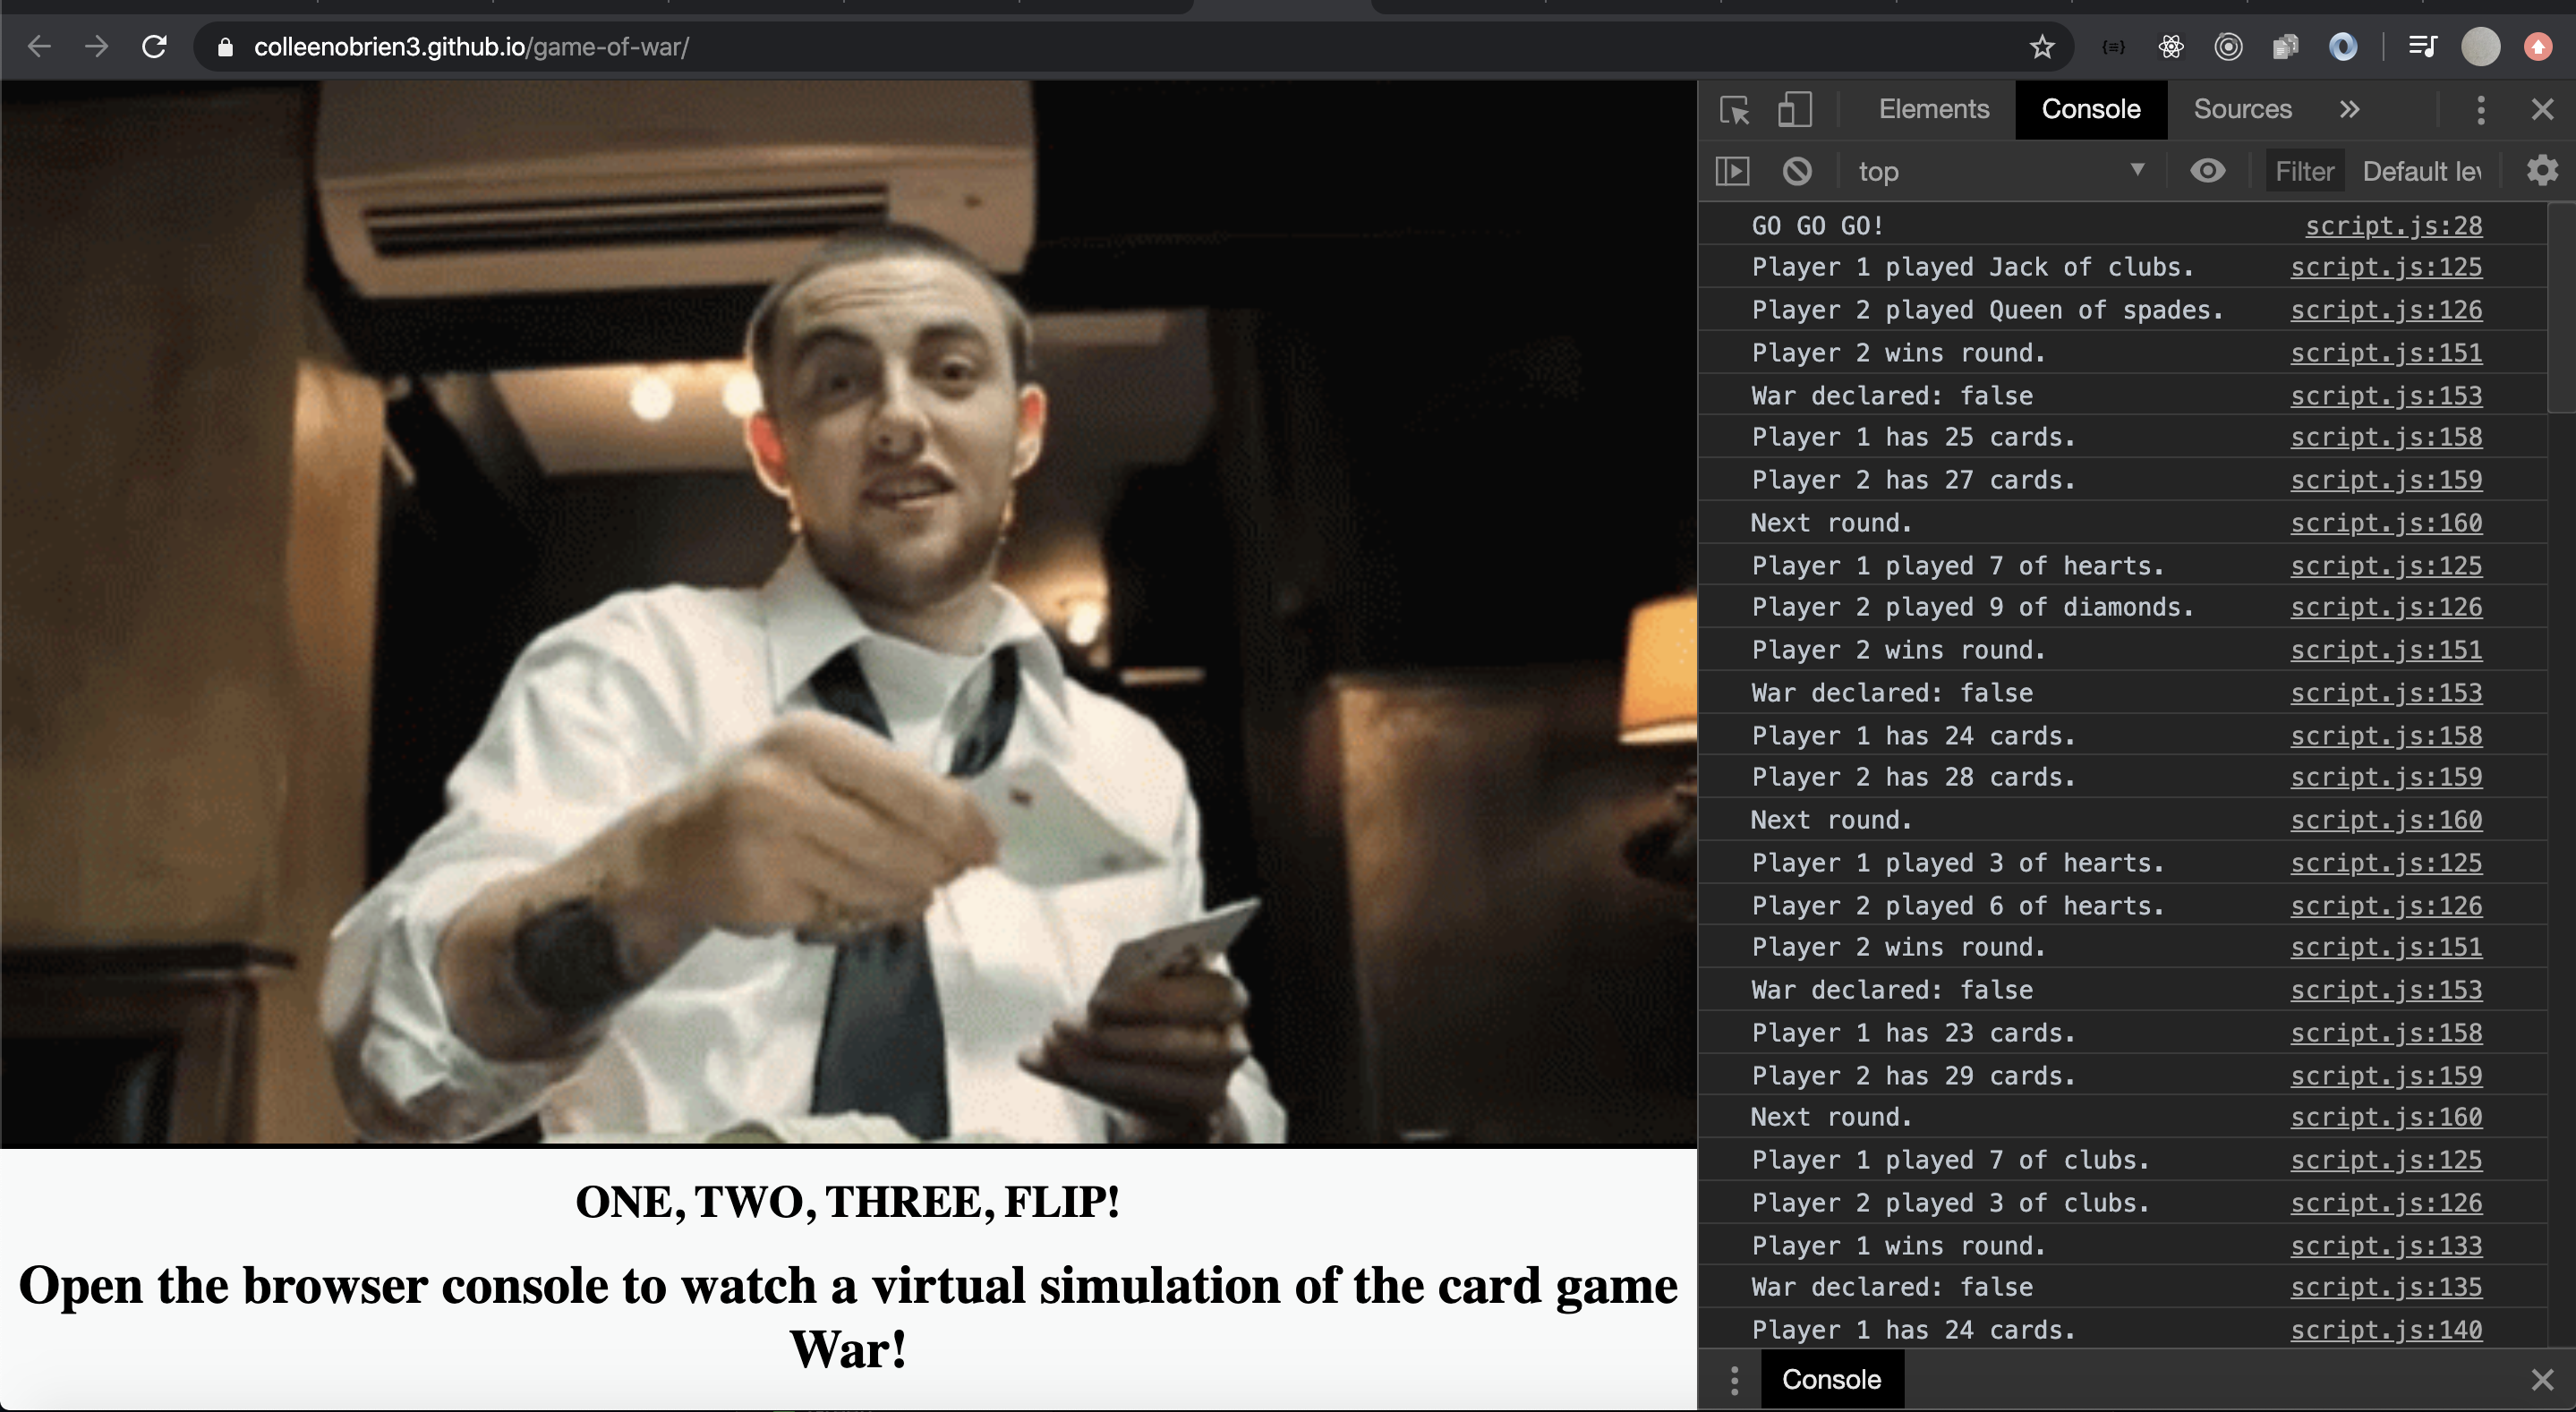 colleenobrien3.github.io/game-of-war/
Elements
Console
Sources
top
Filter
Default lev
GO GO GO! script.js:28
Player 1 played Jack of clubs. script.js:125
Player 2 played Queen of spades. script.js:126
Player 2 wins round. script.js:151
War declared: false script.js:153
Player 1 has 25 cards. script.js:158
Player 2 has 27 cards. script.js:159
Next round. script.js:160
Player 1 played 7 of hearts. script.js:125
Player 2 played 9 of diamonds. script.js:126
Player 2 wins round. script.js:151
War declared: false script.js:153
Player 1 has 24 cards. script.js:158
Player 2 has 28 cards. script.js:159
Next round. script.js:160
Player 1 played 3 of hearts. script.js:125
Player 2 played 6 of hearts. script.js:126
Player 2 wins round. script.js:151
War declared: false script.js:153
Player 1 has 23 cards. script.js:158
Player 2 has 29 cards. script.js:159
Next round. script.js:160
Player 1 played 7 of clubs. script.js:125
Player 2 played 3 of clubs. script.js:126
Player 1 wins round. script.js:133
War declared: false script.js:135
Player 1 has 24 cards. script.js:140
Console
ONE, TWO, THREE, FLIP!
Open the browser console to watch a virtual simulation of the card game
War!